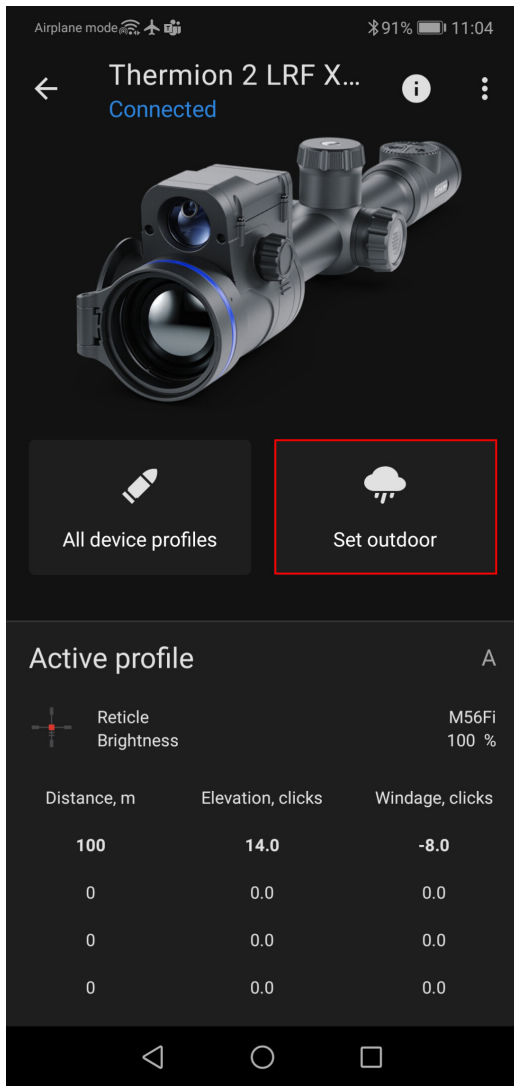 Airplane mode 91% 11:04
Thermion 2 LRF X...
Connected
All device profiles
Set outdoor
Active profile A
Reticle M56Fi
Brightness 100 %
Distance, m Elevation, clicks Windage, clicks
100 14.0 -8.0
0 0.0 0.0
0 0.0 0.0
0 0.0 0.0